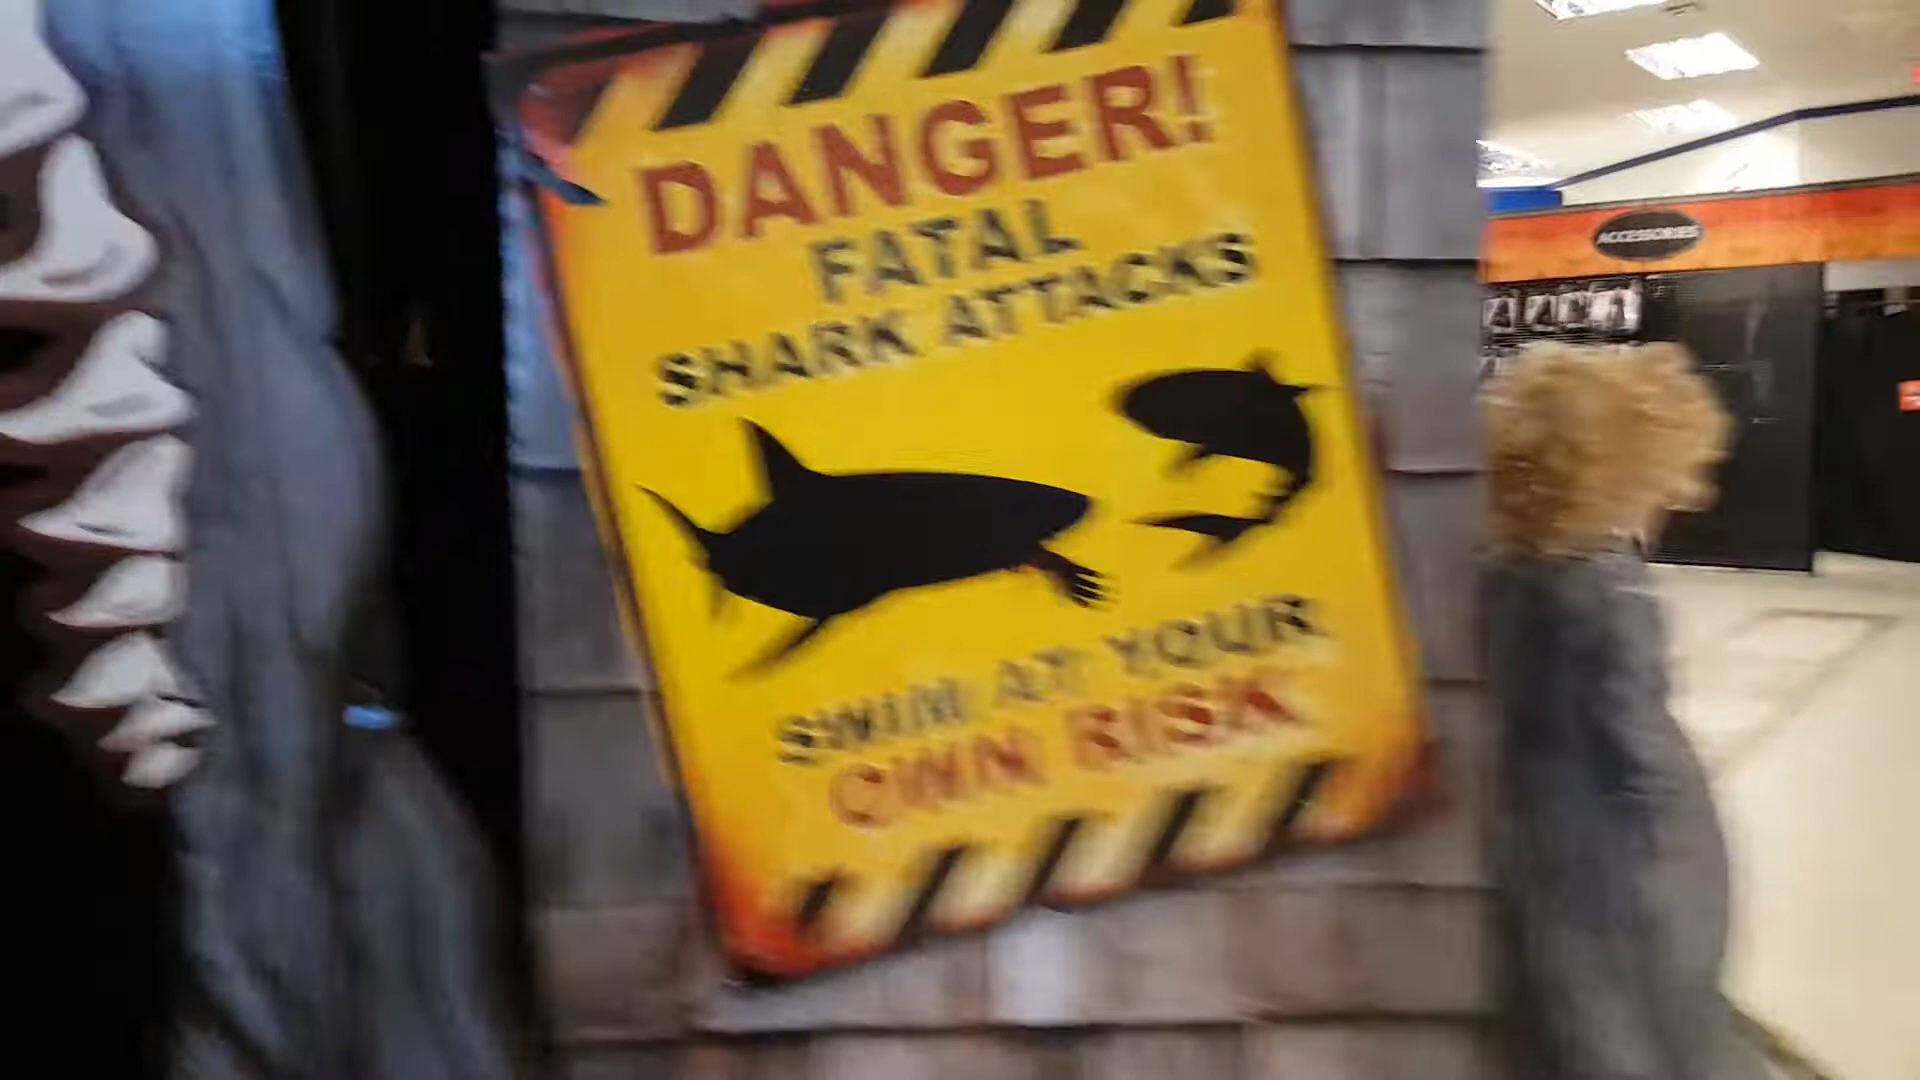 DANGER!
FATAL
SHARK ATTACKS
SWIM AT YOUR
OWN RISK
ACCESSORIES